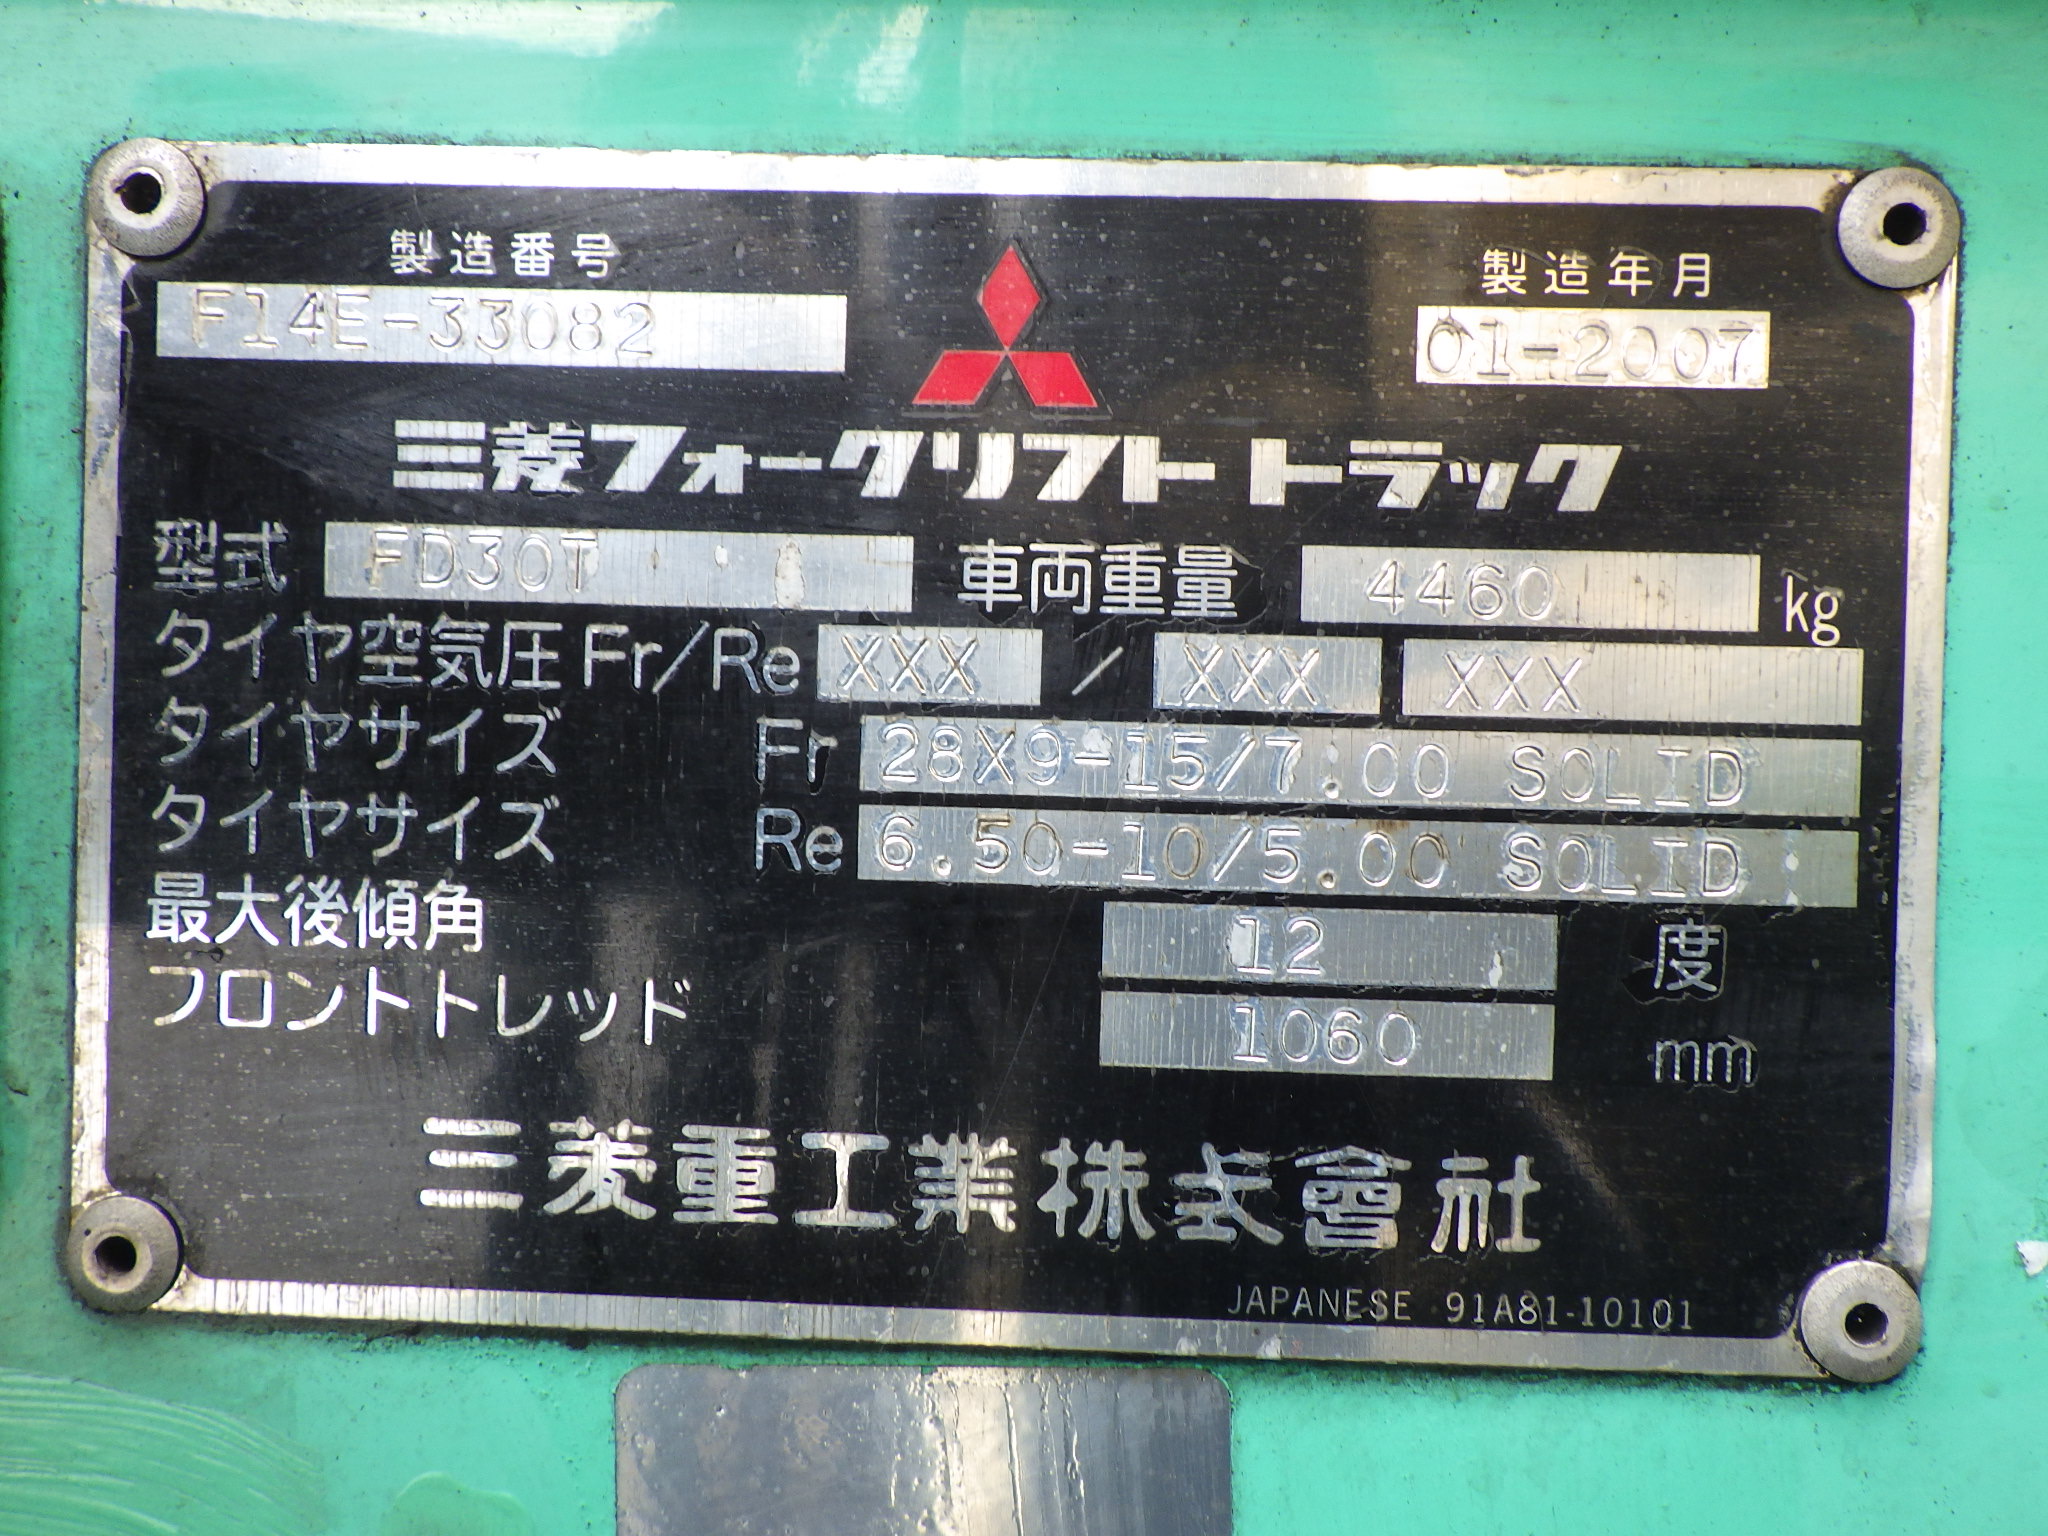 製造番号
製造年月
F14E-33082
01-2007
三菱フォークリフトトラック
型式 FD30T 車両重量 4460 kg
タイヤ空気圧 Fr/Re XXX / XXX XXX
タイヤサイズ Fr 28X9-15/7.00 SOLID
タイヤサイズ Re 6.50-10/5.00 SOLID
最大後傾角 12 度
フロントトレッド 1060 mm
三菱重工業株式會社
JAPANESE 91A81-10101